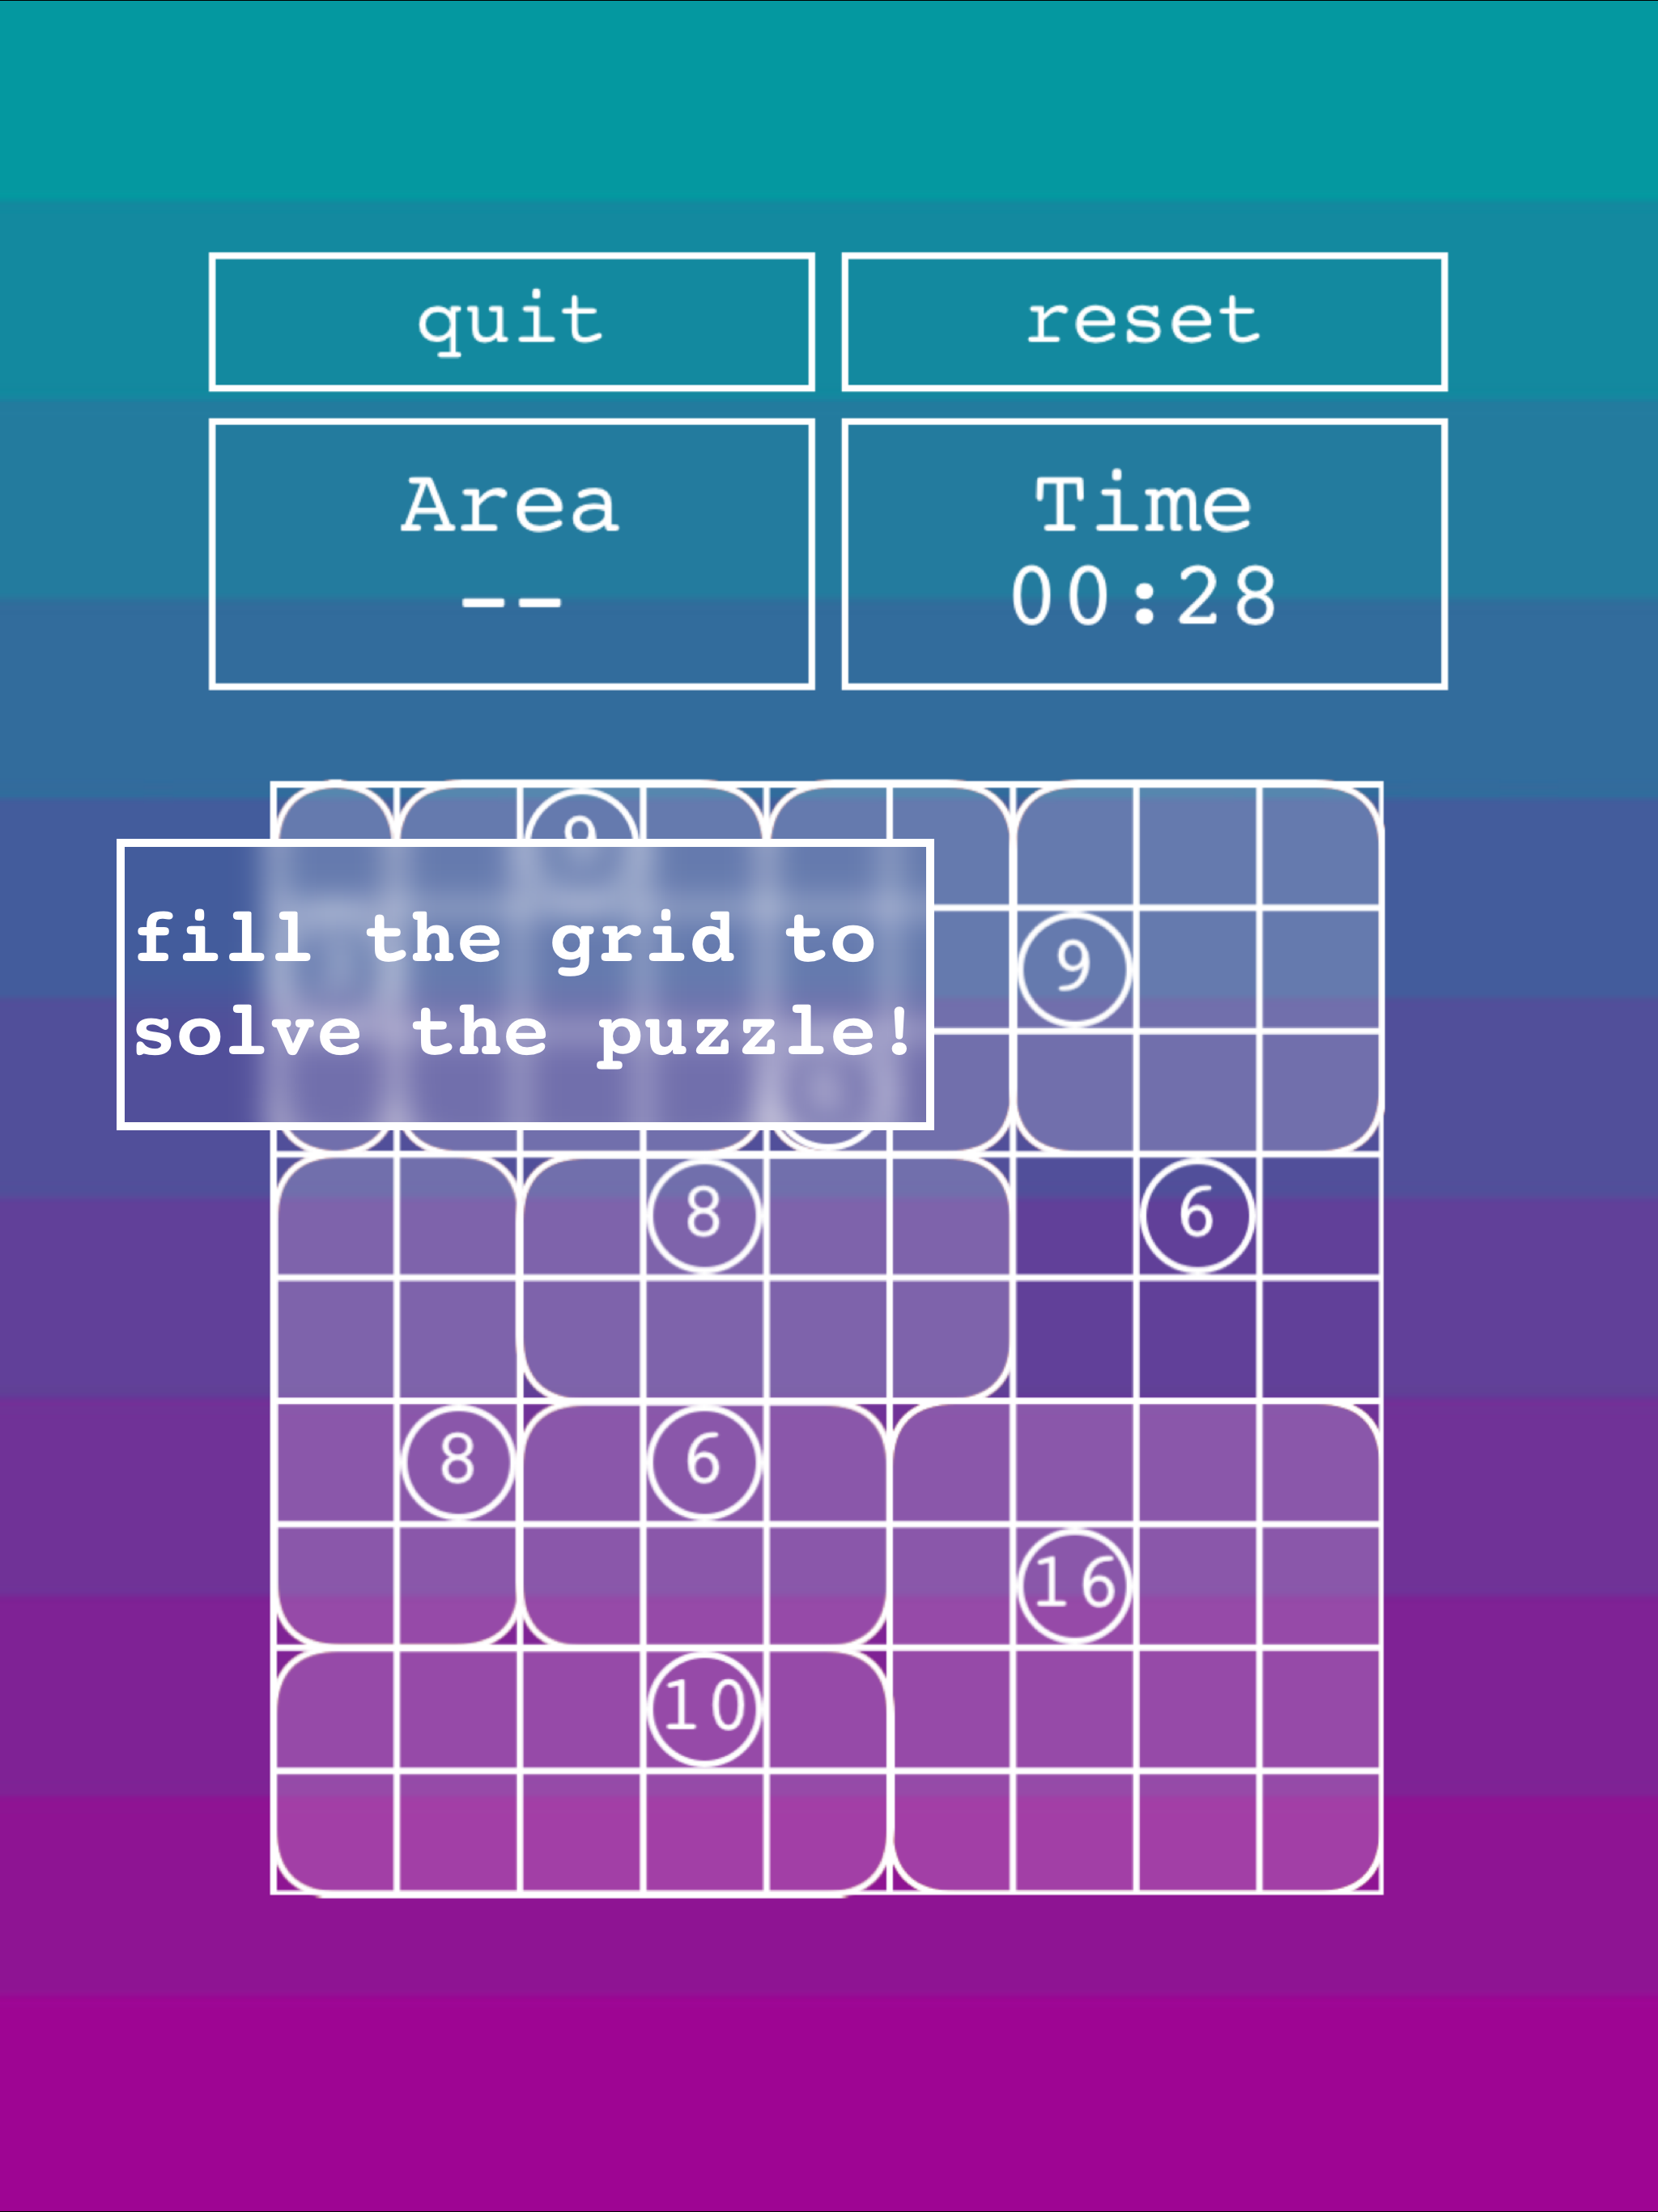 quit
reset
Area
--
Time
00:28
9
fill the grid to
solve the puzzle!
9
8
6
8
6
16
10